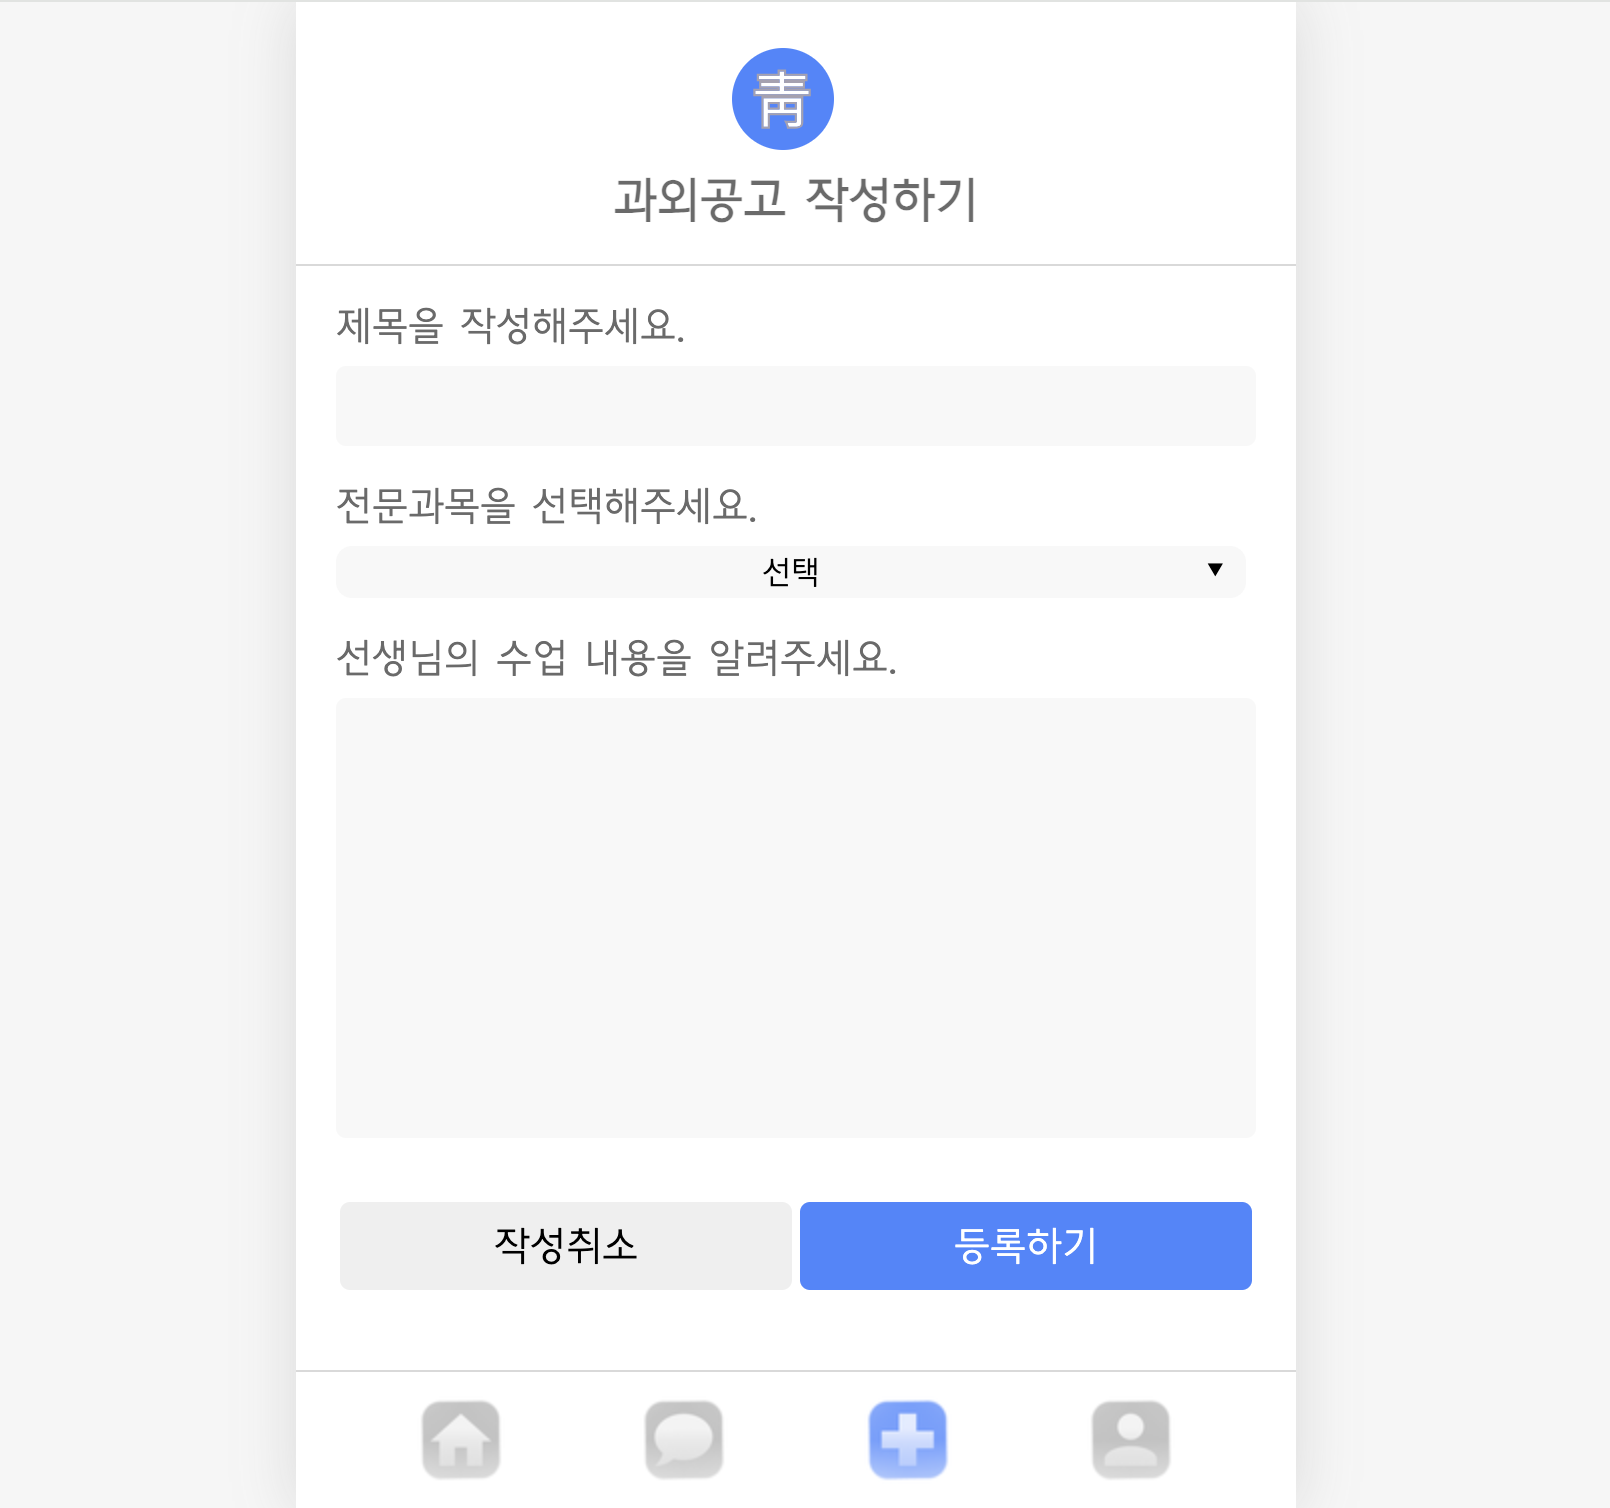 靑
과외공고 작성하기
제목을 작성해주세요.
전문과목을 선택해주세요.
선택 ▼
선생님의 수업 내용을 알려주세요.
작성취소 등록하기